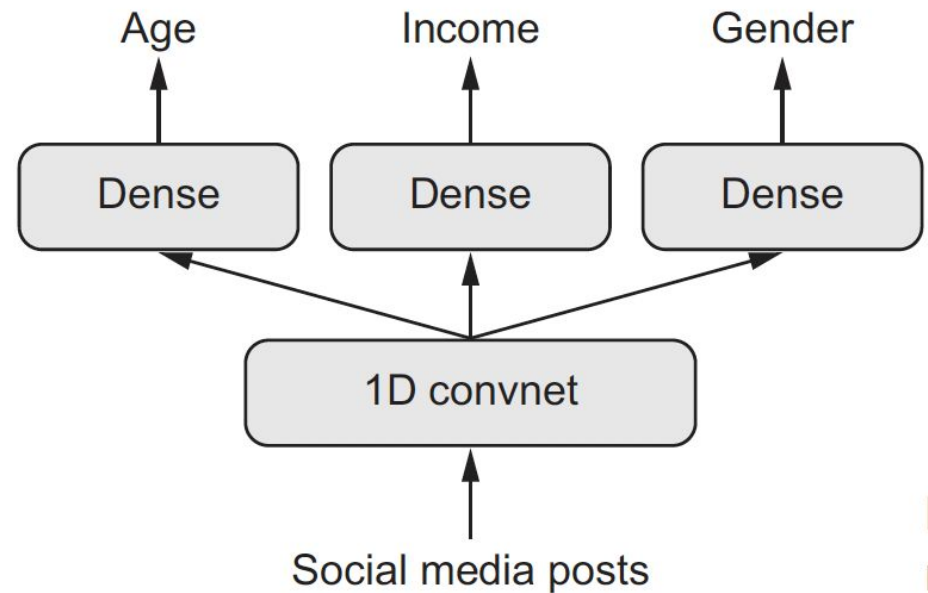 Age Income Gender
Dense Dense Dense
1D convnet
Social media posts